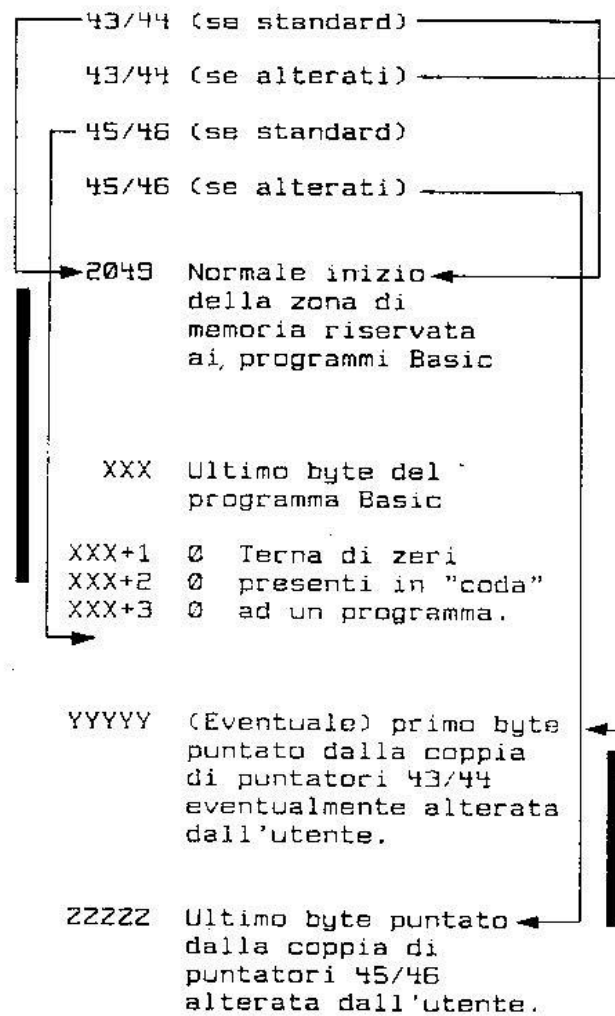 43/44 (se standard)
43/44 (se alterati)
45/46 (se standard)
45/46 (se alterati)
2049 Normale inizio
della zona di
memoria riservata
ai programmi Basic
XXX Ultimo byte del
programma Basic
XXX+1 0 Terna di zeri
XXX+2 0 presenti in "coda"
XXX+3 0 ad un programma.
YYYYY (Eventuale) primo byte
puntato dalla coppia
di puntatori 43/44
eventualmente alterata
dall'utente.
ZZZZZ Ultimo byte puntato
dalla coppia di
puntatori 45/46
alterata dall'utente.